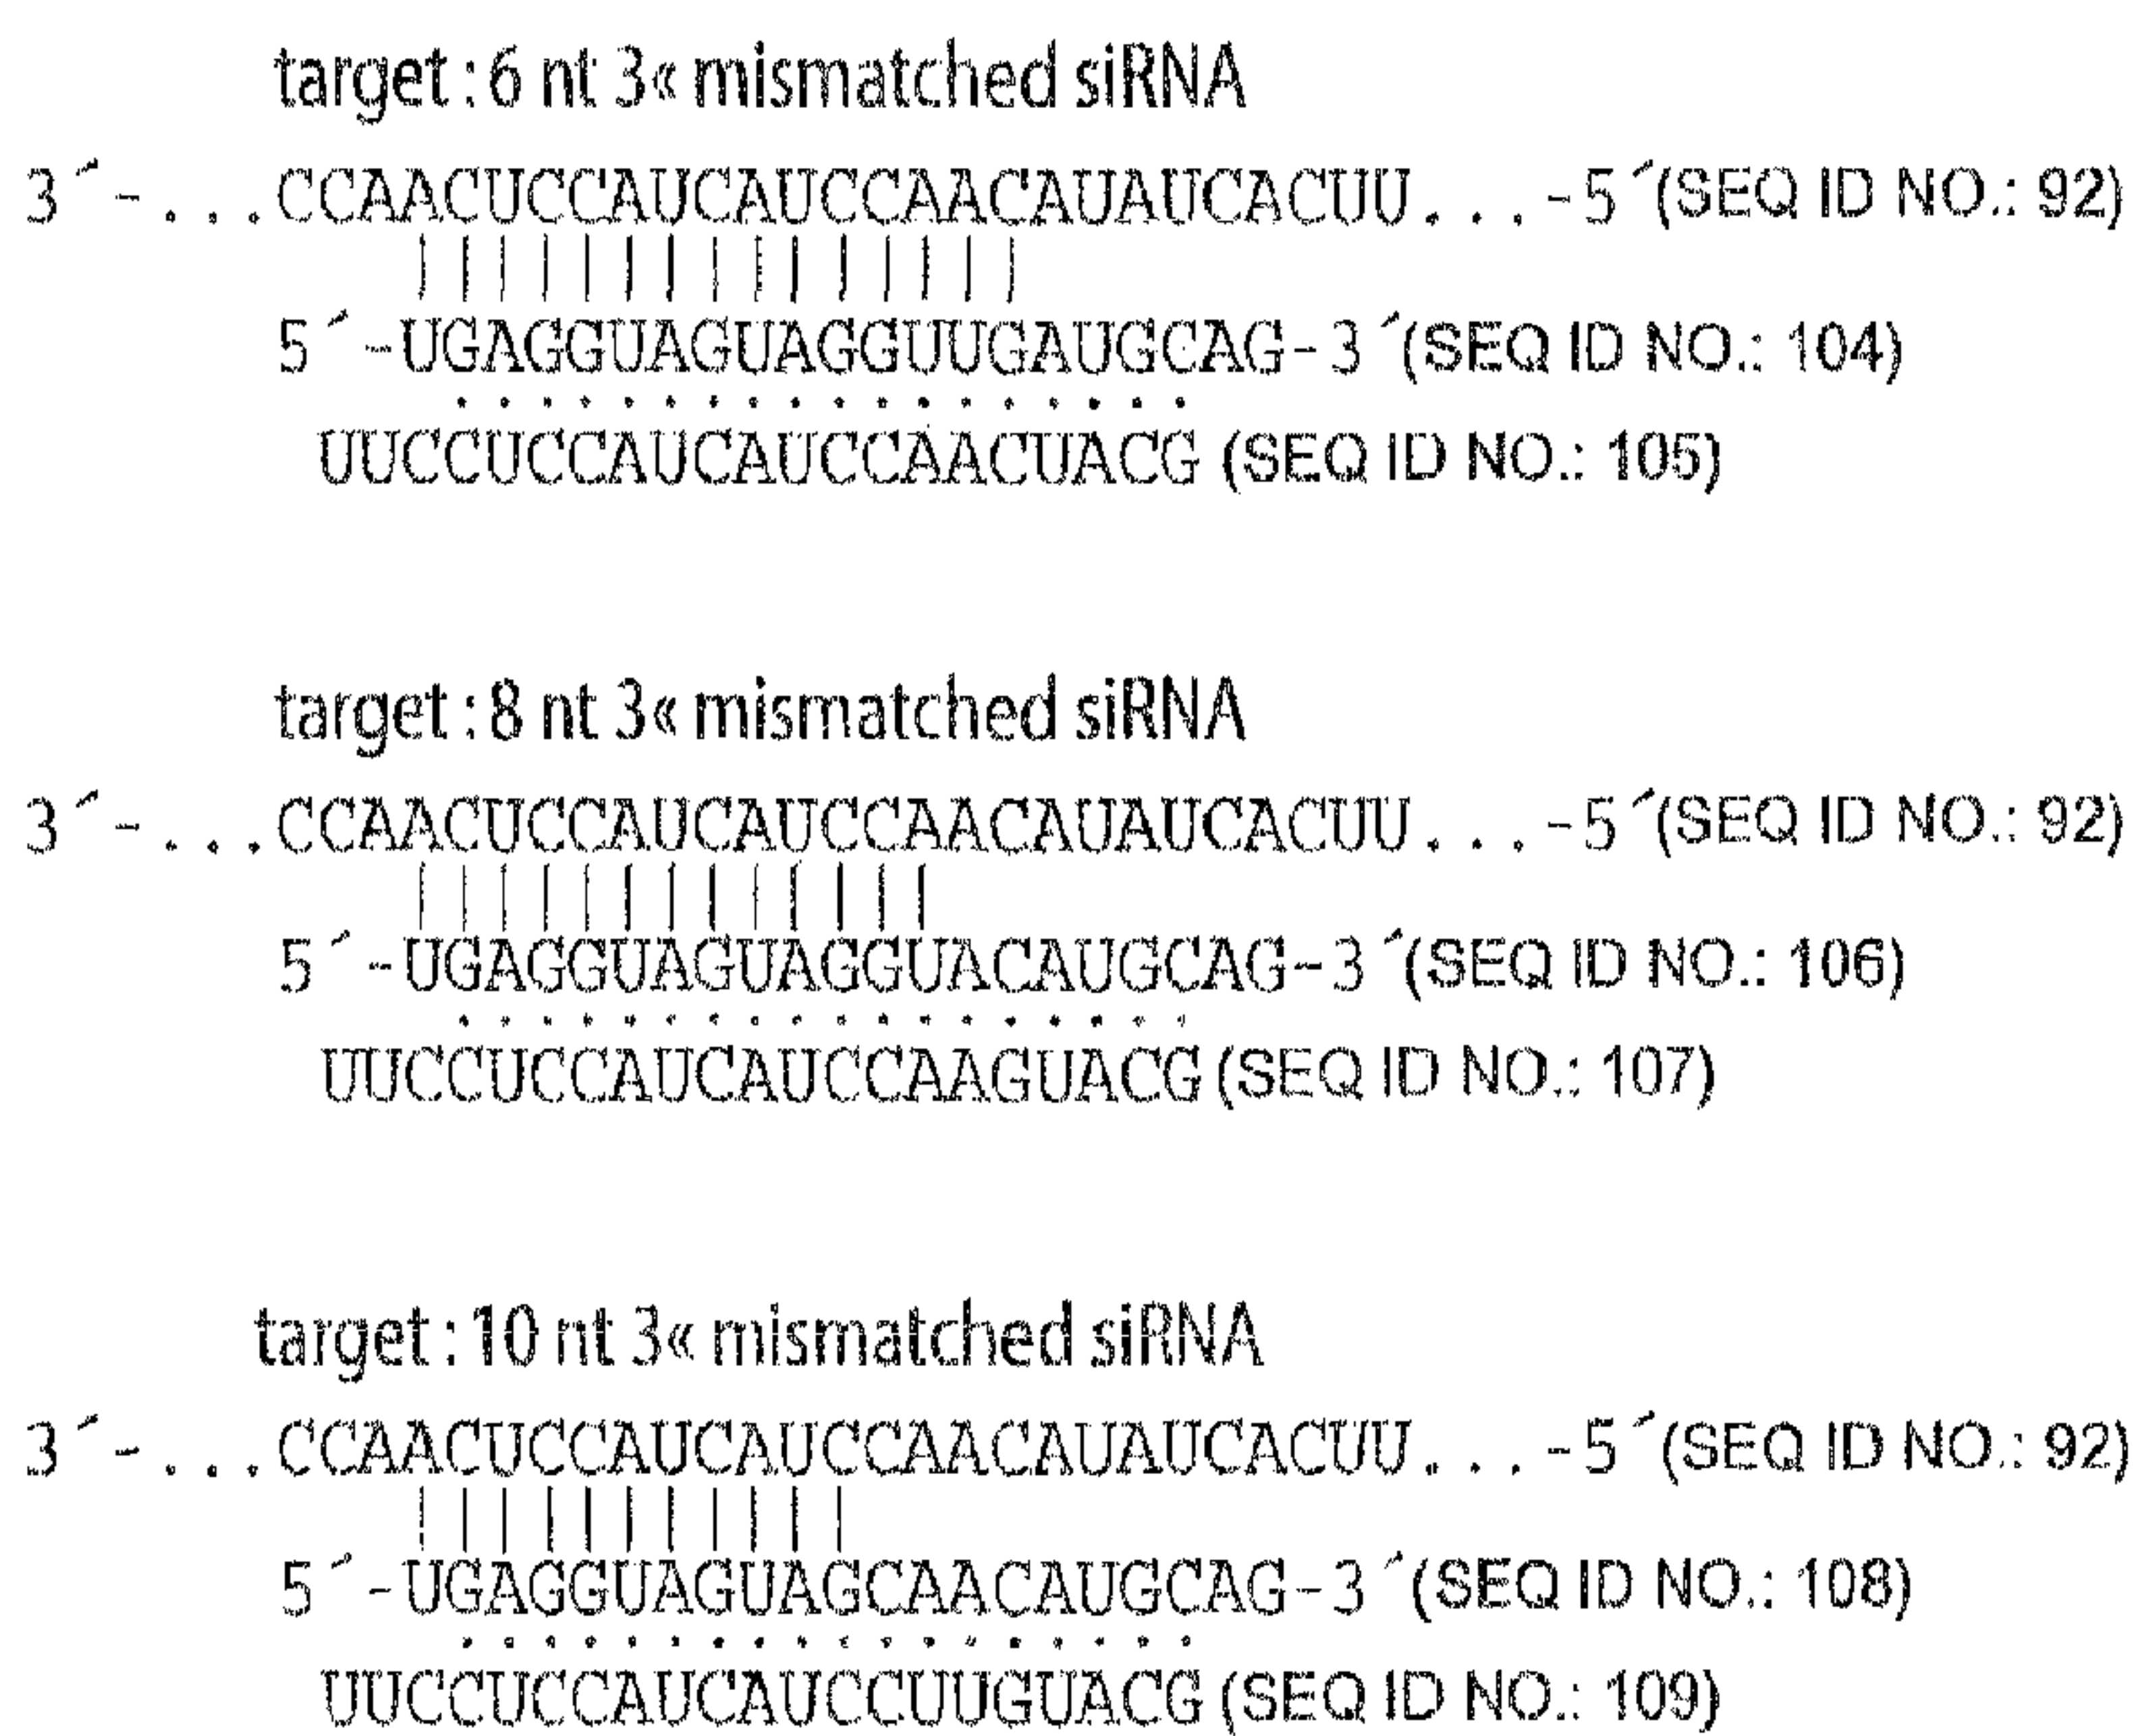 target : 6 nt 3« mismatched siRNA
3´-...CCAACUCCAUCAUCCAACAUAUCACUU...-5´(SEQ ID NO.: 92)
5´-UGAGGUAGUAGGUUGAUGCAG-3´(SEQ ID NO.: 104)
UUCCUCCAUCAUCCAACUACG (SEQ ID NO.: 105)
target : 8 nt 3« mismatched siRNA
3´-...CCAACUCCAUCAUCCAACAUAUCACUU...-5´(SEQ ID NO.: 92)
5´-UGAGGUAGUAGGUACAUGCAG-3´(SEQ ID NO.: 106)
UUCCUCCAUCAUCCAAGUACG (SEQ ID NO.: 107)
target : 10 nt 3« mismatched siRNA
3´-...CCAACUCCAUCAUCCAACAUAUCACUU...-5´(SEQ ID NO.: 92)
5´-UGAGGUAGUAGCAACAUGCAG-3´(SEQ ID NO.: 108)
UUCCUCCAUCAUCCUUGUACG (SEQ ID NO.: 109)